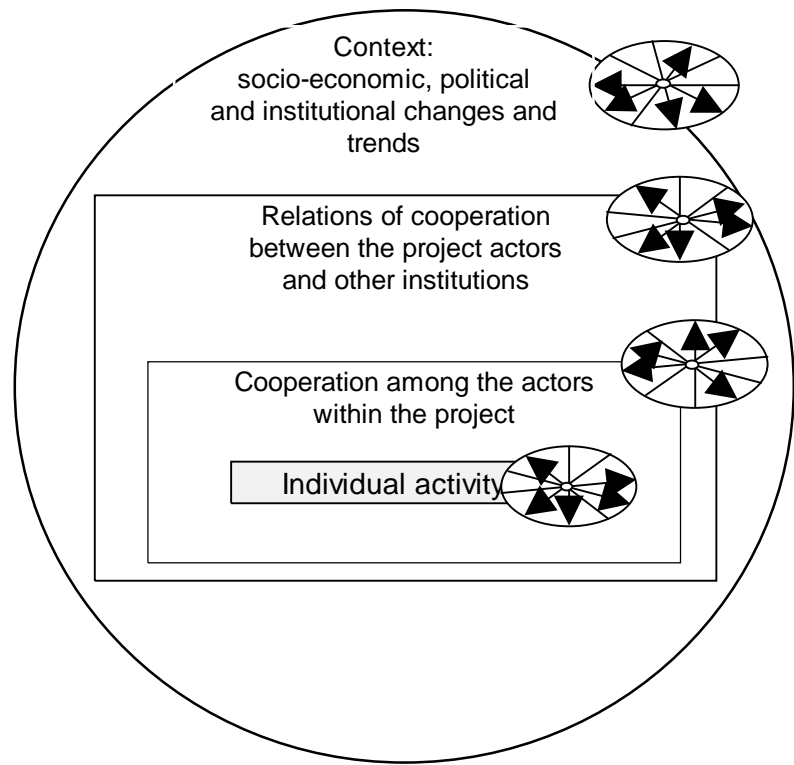 Context:
socio-economic, political
and institutional changes and
trends
Relations of cooperation
between the project actors
and other institutions
Cooperation among the actors
within the project
Individual activity